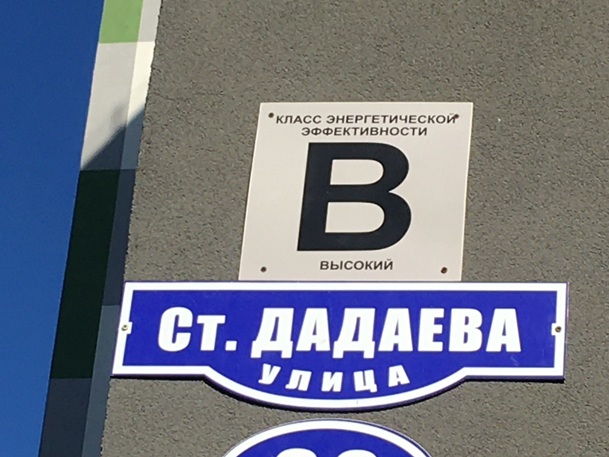 КЛАСС ЭНЕРГЕТИЧЕСКОЙ
ЭФФЕКТИВНОСТИ
В
ВЫСОКИЙ
Ст. ДАДАЕВА
УЛИЦА